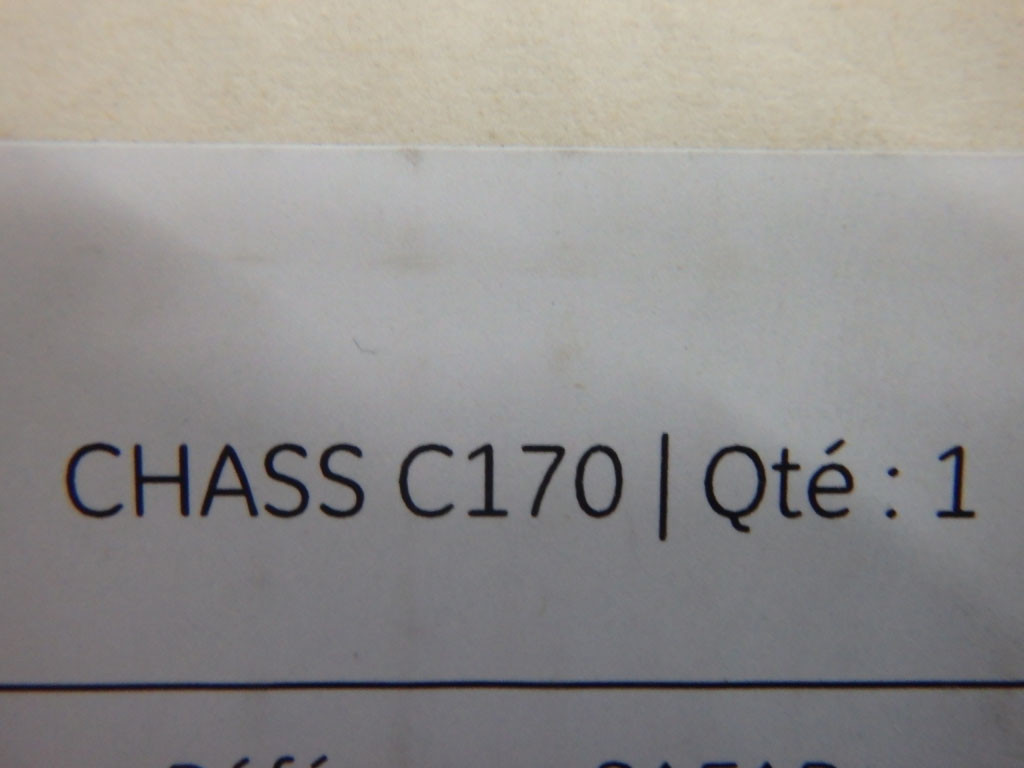 CHASS C170 | Qté : 1